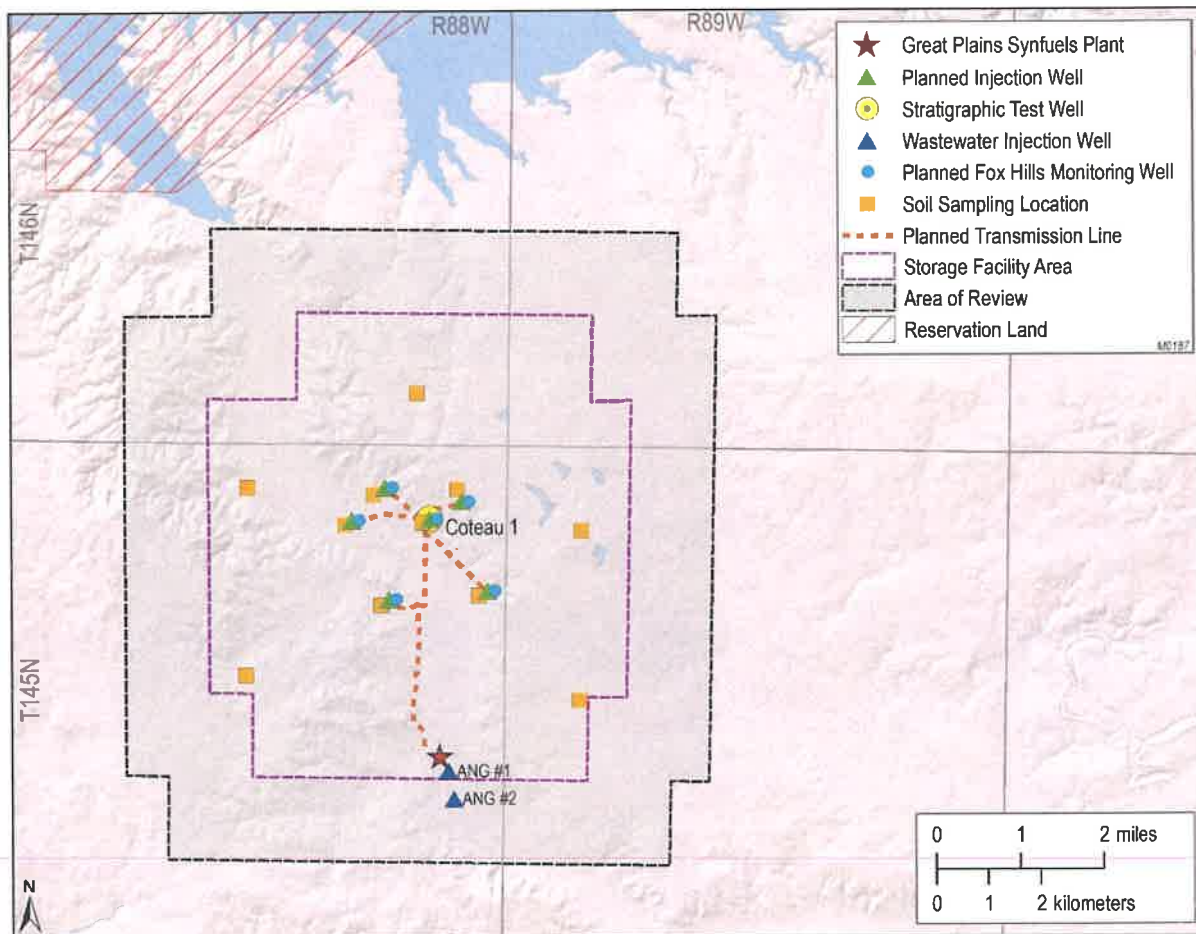 R88W
R89W
Great Plains Synfuels Plant
Planned Injection Well
Stratigraphic Test Well
Wastewater Injection Well
Planned Fox Hills Monitoring Well
Soil Sampling Location
Planned Transmission Line
Storage Facility Area
Area of Review
Reservation Land
M0187
T146N
Coteau 1
T145N
ANG #1
ANG #2
0 1 2 miles
0 1 2 kilometers
N